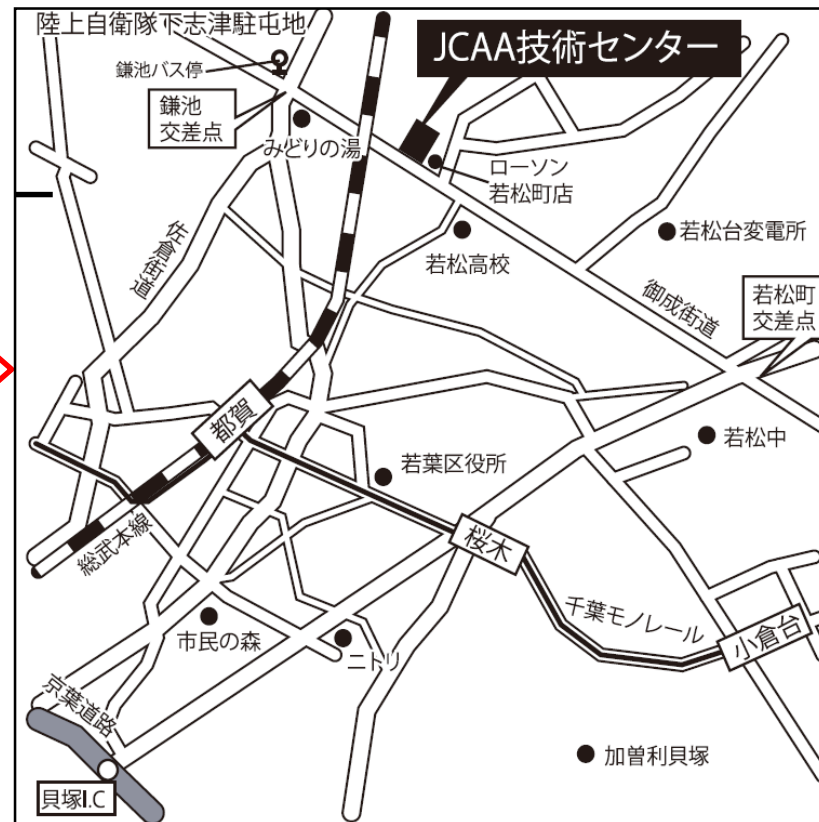 陸上自衛隊下志津駐屯地
JCAA技術センター
鎌池バス停
鎌池
交差点
みどりの湯
ローソン
若松町店
佐倉街道
若松高校
若松台変電所
御成街道
若松町
交差点
都賀
若松中
若葉区役所
桜木
総武本線
千葉モノレール
小倉台
市民の森
ニトリ
京葉道路
加曽利貝塚
貝塚I.C